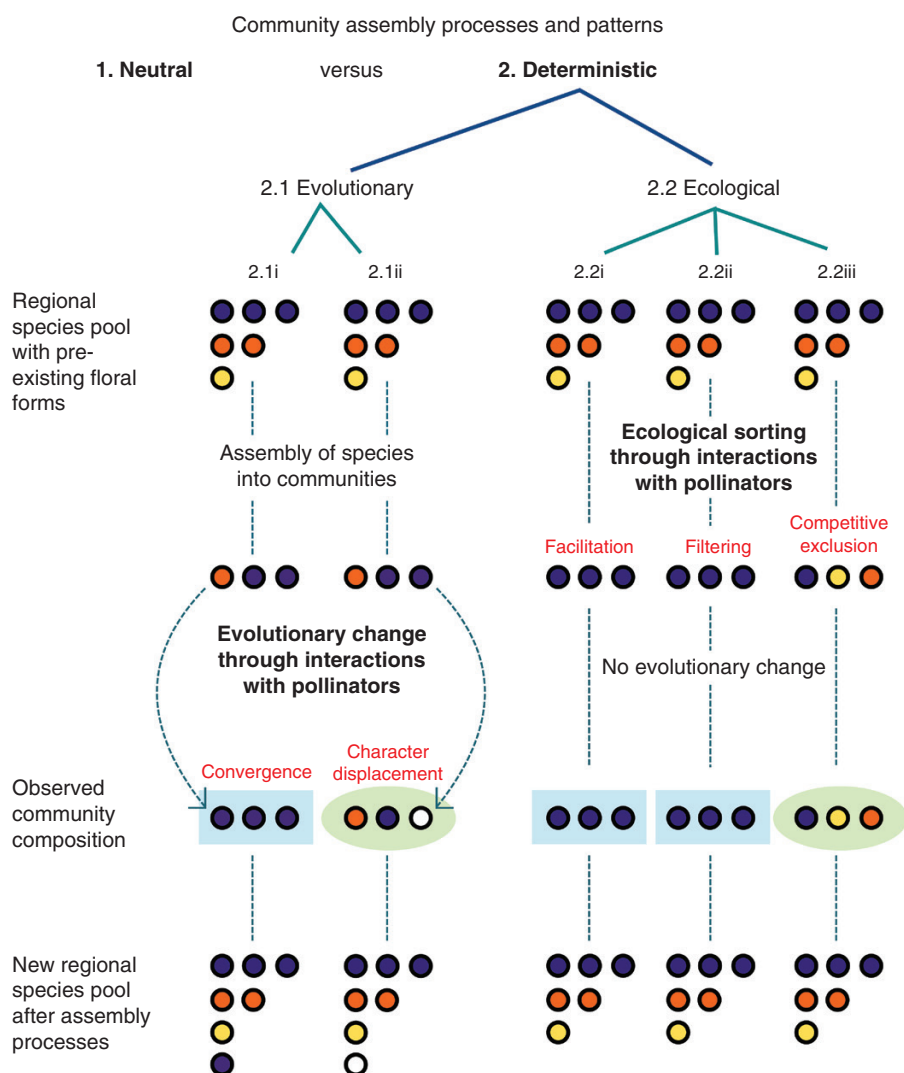 Community assembly processes and patterns
1. Neutral versus 2. Deterministic
2.1 Evolutionary 2.2 Ecological
2.1i 2.1ii 2.2i 2.2ii 2.2iii
Regional
species pool
with pre-
existing floral
forms
Assembly of species
into communities
Ecological sorting
through interactions
with pollinators
Facilitation Filtering Competitive
exclusion
Evolutionary change
through interactions
with pollinators
No evolutionary change
Convergence Character
displacement
Observed
community
composition
New regional
species pool
after assembly
processes